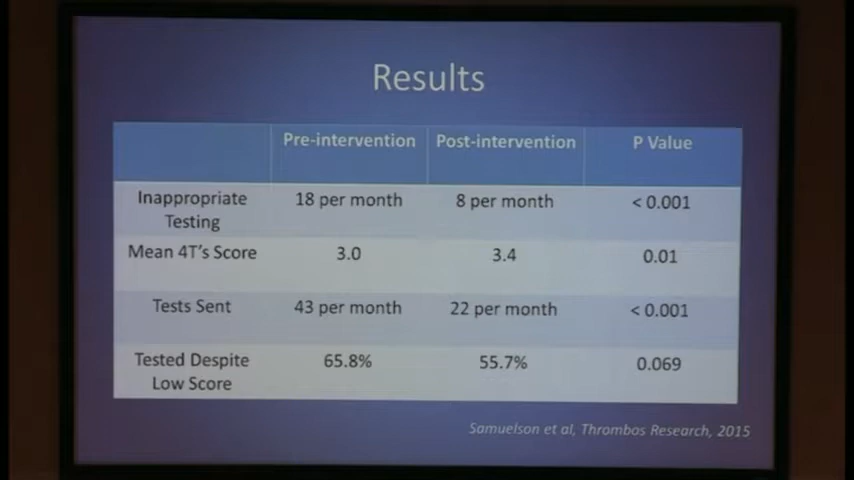 Results
Pre-intervention Post-intervention P Value
Inappropriate Testing 18 per month 8 per month < 0.001
Mean 4T's Score 3.0 3.4 0.01
Tests Sent 43 per month 22 per month < 0.001
Tested Despite Low Score 65.8% 55.7% 0.069
Samuelson et al, Thrombos Research, 2015